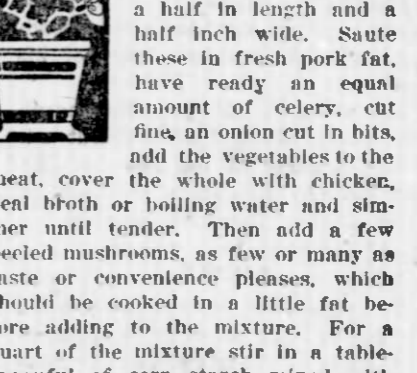 a half in length and a
half inch wide. Saute
these in fresh pork fat,
have ready an equal
amount of celery, cut
fine, an onion cut in bits,
add the vegetables to the
neat, cover the whole with chicken,
eal broth or boiling water and sim-
ner until tender. Then add a few
eeled mushrooms, as few or many as
aste or convenience pleases, which
hould be cooked in a little fat be-
ore adding to the mixture. For a
uart of the mixture stir in a table-